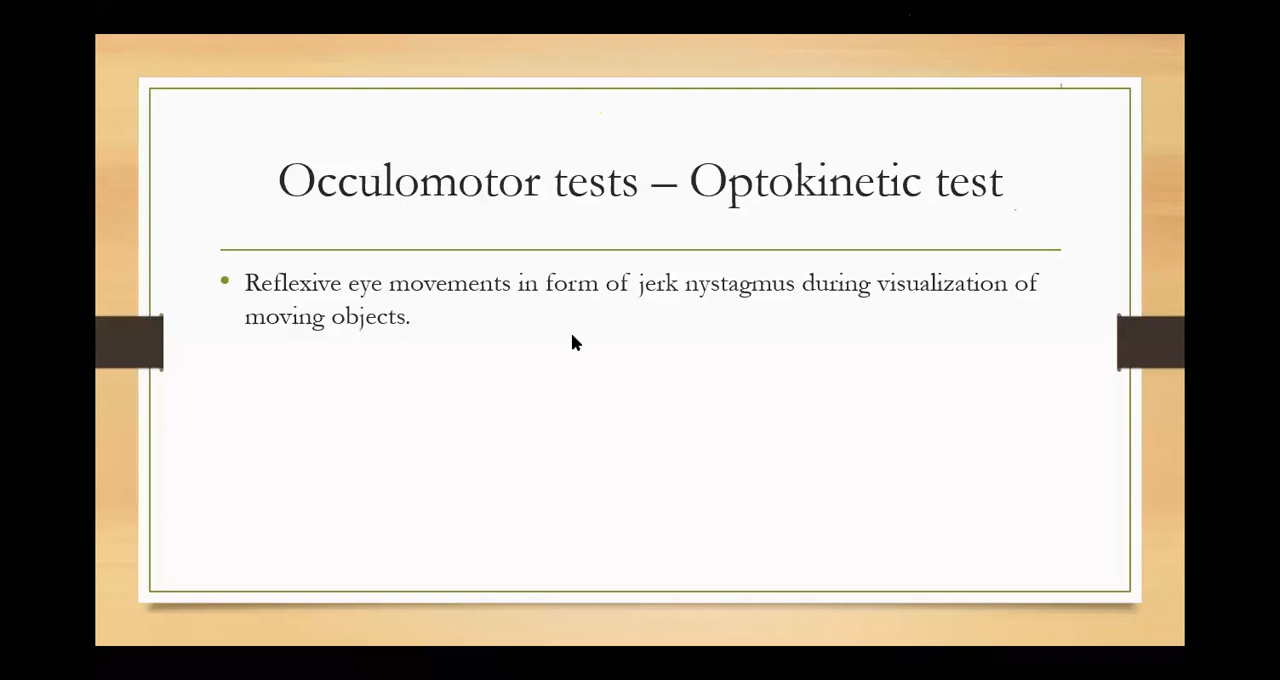 Occulomotor tests – Optokinetic test
• Reflexive eye movements in form of jerk nystagmus during visualization of
moving objects.